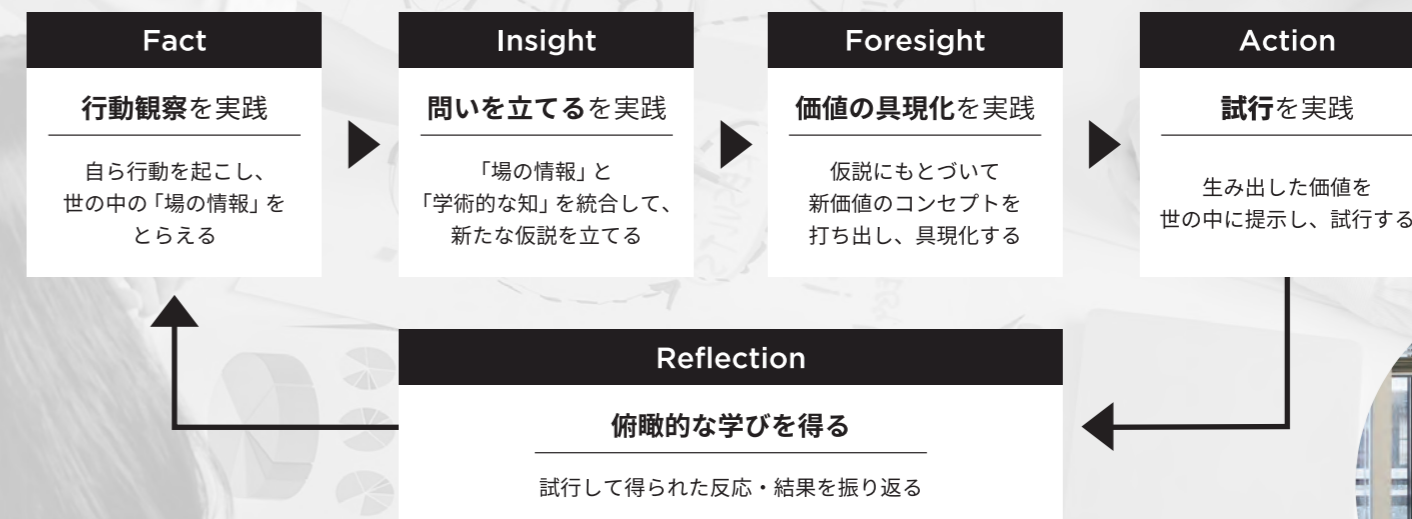 Fact
行動観察を実践
自ら行動を起こし、
世の中の「場の情報」を
とらえる
Insight
問いを立てるを実践
「場の情報」と
「学術的な知」を統合して、
新たな仮説を立てる
Foresight
価値の具現化を実践
仮説にもとづいて
新価値のコンセプトを
打ち出し、具現化する
Action
試行を実践
生み出した価値を
世の中に提示し、試行する
Reflection
俯瞰的な学びを得る
試行して得られた反応・結果を振り返る